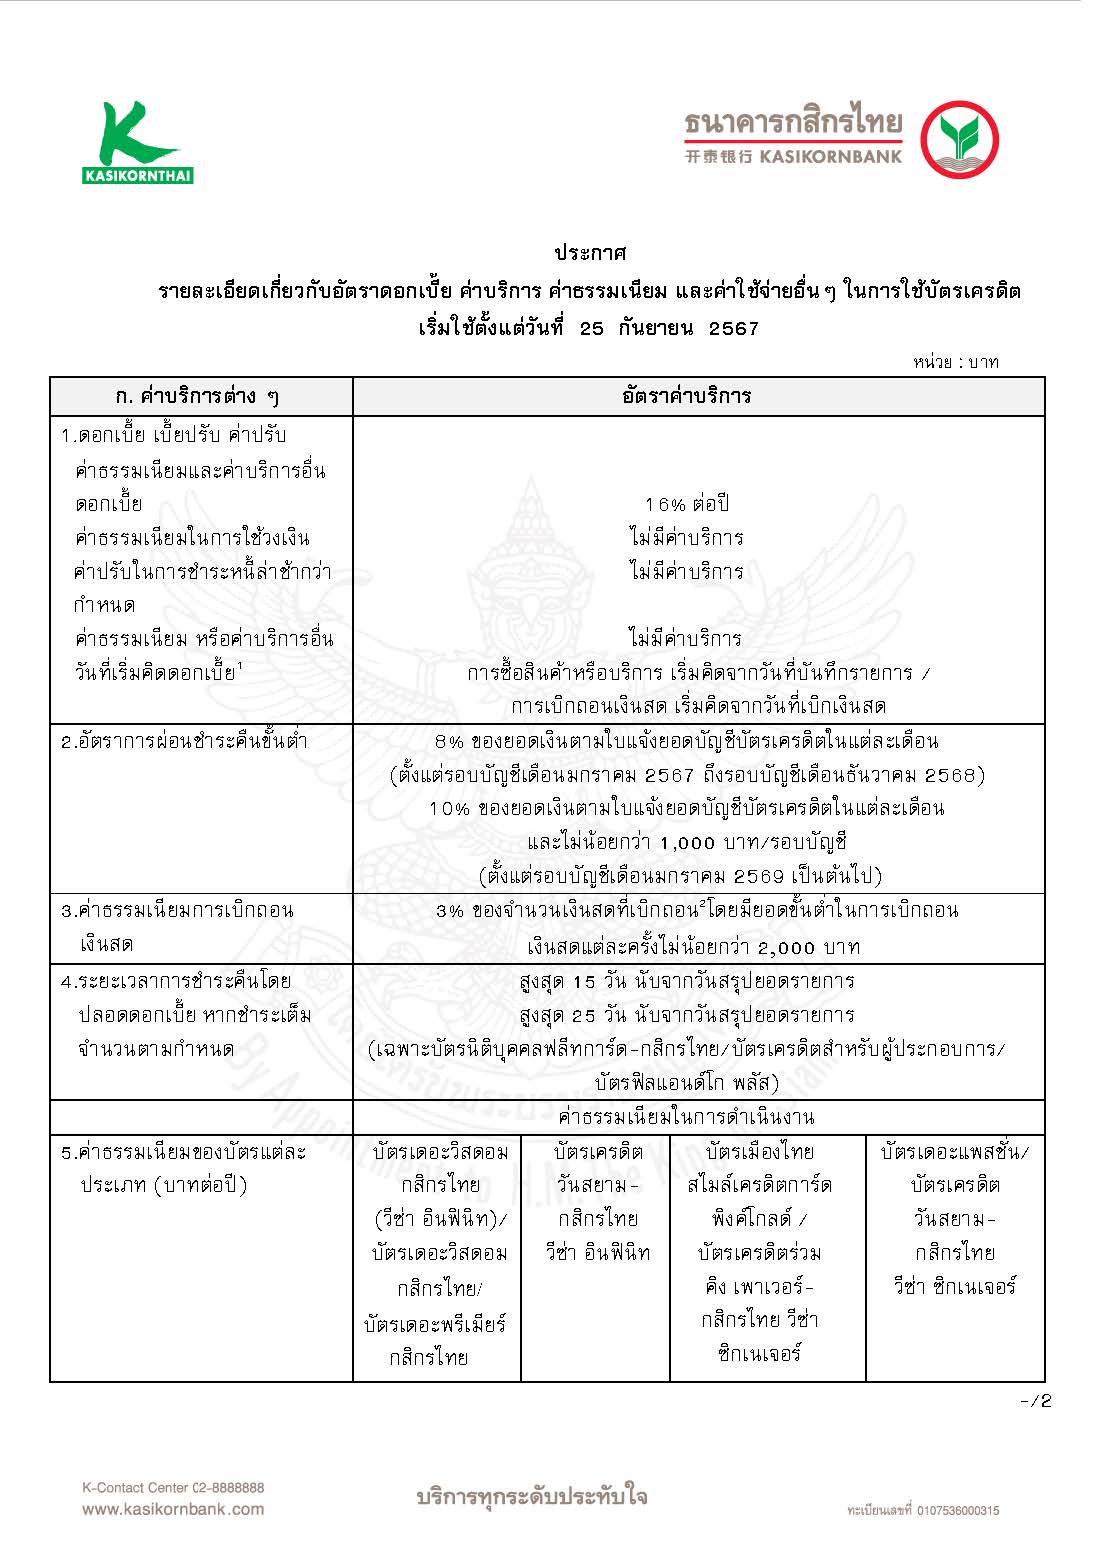 KASIKORNTHAI
ธนาคารกสิกรไทย
开泰银行 KASIKORNBANK
ประกาศ
รายละเอียดเกี่ยวกับอัตราดอกเบี้ย ค่าบริการ ค่าธรรมเนียม และค่าใช้จ่ายอื่นๆ ในการใช้บัตรเครดิต
เริ่มใช้ตั้งแต่วันที่ 25 กันยายน 2567
หน่วย : บาท
ก. ค่าบริการต่าง ๆ
อัตราค่าบริการ
1.ดอกเบี้ย เบี้ยปรับ ค่าปรับ
ค่าธรรมเนียมและค่าบริการอื่น
ดอกเบี้ย
16% ต่อปี
ค่าธรรมเนียมในการใช้วงเงิน
ไม่มีค่าบริการ
ค่าปรับในการชำระหนี้ล่าช้ากว่า
ไม่มีค่าบริการ
กำหนด
ค่าธรรมเนียม หรือค่าบริการอื่น
ไม่มีค่าบริการ
วันที่เริ่มคิดดอกเบี้ย¹
การซื้อสินค้าหรือบริการ เริ่มคิดจากวันที่บันทึกรายการ /
การเบิกถอนเงินสด เริ่มคิดจากวันที่เบิกเงินสด
2.อัตราการผ่อนชำระคืนขั้นต่ำ
8% ของยอดเงินตามใบแจ้งยอดบัญชีบัตรเครดิตในแต่ละเดือน
(ตั้งแต่รอบบัญชีเดือนมกราคม 2567 ถึงรอบบัญชีเดือนธันวาคม 2568)
10% ของยอดเงินตามใบแจ้งยอดบัญชีบัตรเครดิตในแต่ละเดือน
และไม่น้อยกว่า 1,000 บาท/รอบบัญชี
(ตั้งแต่รอบบัญชีเดือนมกราคม 2569 เป็นต้นไป)
3.ค่าธรรมเนียมการเบิกถอน
เงินสด
3% ของจำนวนเงินสดที่เบิกถอน²โดยมียอดขั้นต่ำในการเบิกถอน
เงินสดแต่ละครั้งไม่น้อยกว่า 2,000 บาท
4.ระยะเวลาการชำระคืนโดย
ปลอดดอกเบี้ย หากชำระเต็ม
จำนวนตามกำหนด
สูงสุด 15 วัน นับจากวันสรุปยอดรายการ
สูงสุด 25 วัน นับจากวันสรุปยอดรายการ
(เฉพาะบัตรนิติบุคคลฟลีทการ์ด-กสิกรไทย/บัตรเครดิตสำหรับผู้ประกอบการ/
บัตรฟิลแอนด์โก พลัส)
ค่าธรรมเนียมในการดำเนินงาน
5.ค่าธรรมเนียมของบัตรแต่ละ
ประเภท (บาทต่อปี)
บัตรเดอะวิสดอม
กสิกรไทย
(วีซ่า อินฟินิท)/
บัตรเดอะวิสดอม
กสิกรไทย/
บัตรเดอะพรีเมียร์
กสิกรไทย
บัตรเครดิต
วันสยาม-
กสิกรไทย
วีซ่า อินฟินิท
บัตรเมืองไทย
สไมล์เครดิตการ์ด
พิงค์โกลด์ /
บัตรเครดิตร่วม
คิง เพาเวอร์-
กสิกรไทย วีซ่า
ซิกเนเจอร์
บัตรเดอะแพสชั่น/
บัตรเครดิต
วันสยาม-
กสิกรไทย
วีซ่า ซิกเนเจอร์
-/2
K-Contact Center 02-8888888
www.kasikornbank.com
บริการทุกระดับประทับใจ
ทะเบียนเลขที่ 0107536000315